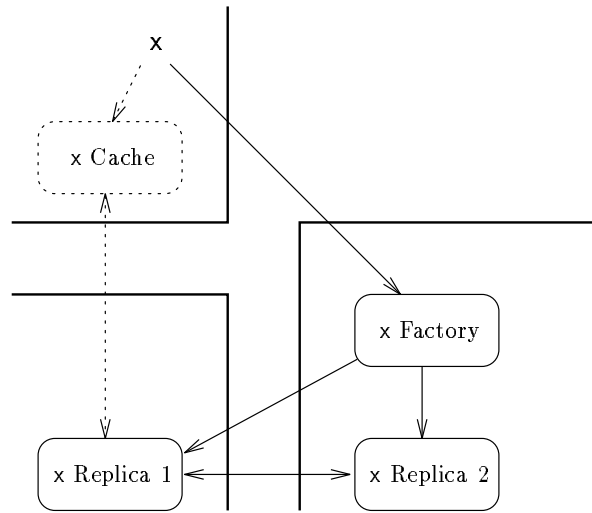 x
x Cache
x Factory
x Replica 1
x Replica 2